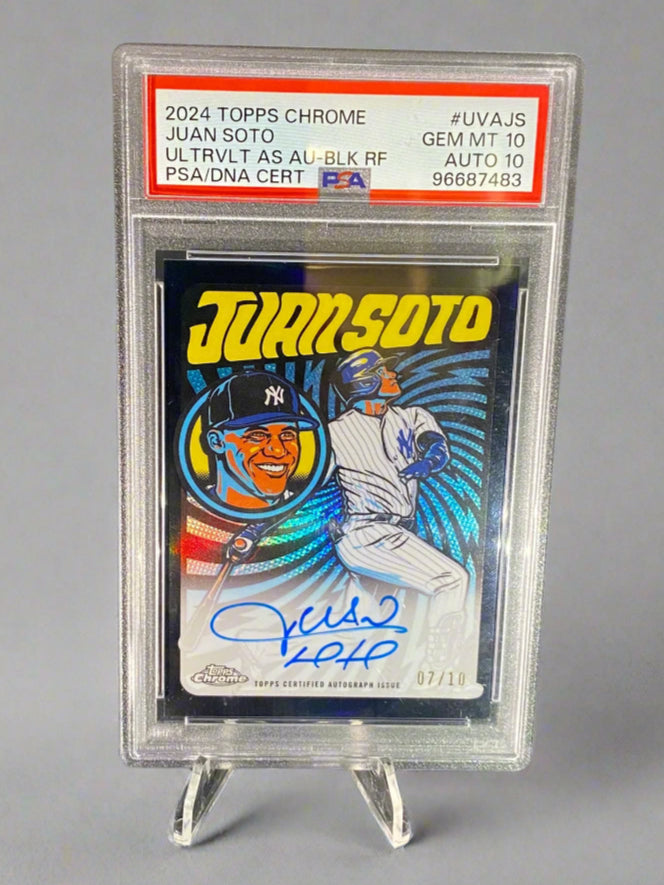 2024 TOPPS CHROME #UVAJS
JUAN SOTO GEM MT 10
ULTRVLT AS AU-BLK RF AUTO 10
PSA/DNA CERT PSA 96687483
JUAN SOTO
NY
NY
Topps Chrome
TOPPS CERTIFIED AUTOGRAPH ISSUE
07/10